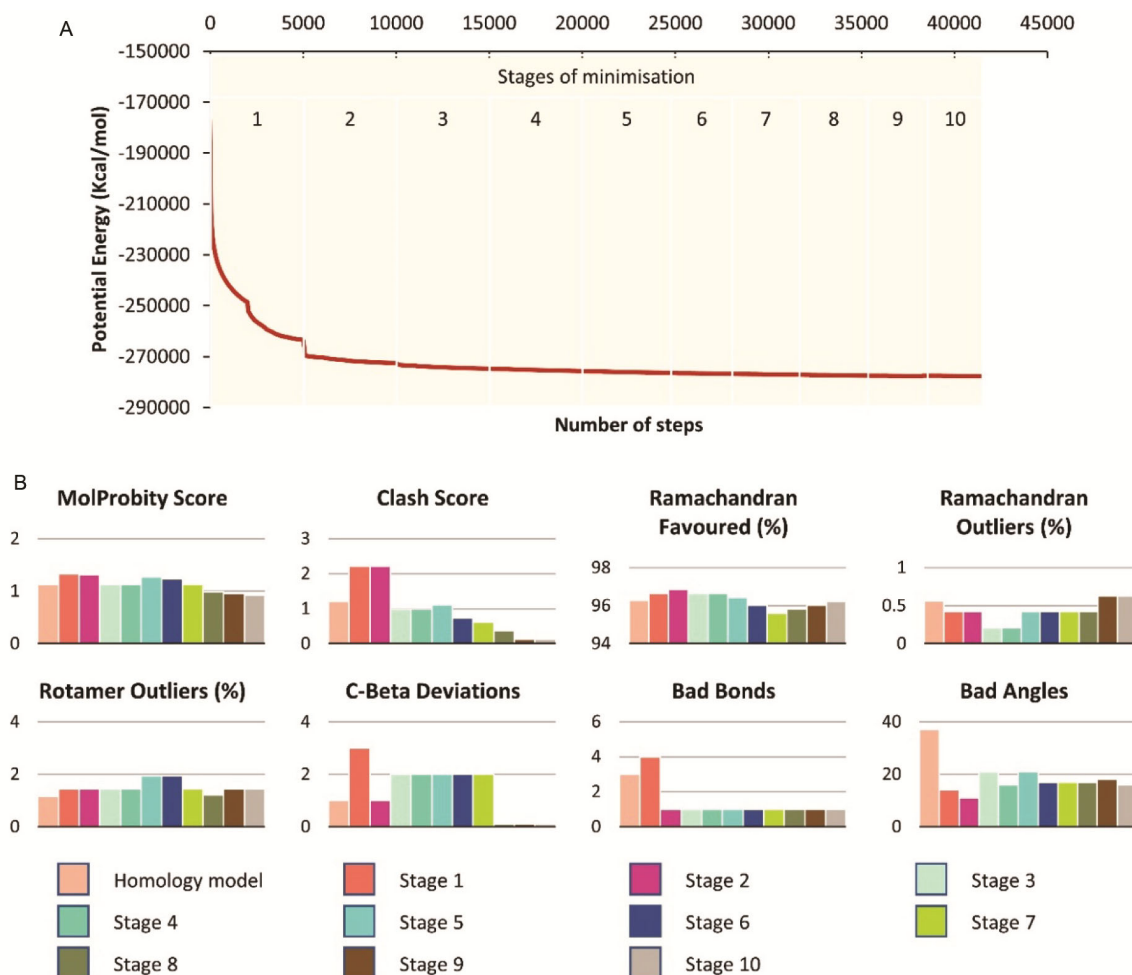 A
0 5000 10000 15000 20000 25000 30000 35000 40000 45000
-150000
-170000
-190000
-210000
-230000
-250000
-270000
-290000
Potential Energy (Kcal/mol)
Stages of minimisation
1 2 3 4 5 6 7 8 9 10
Number of steps
B
MolProbity Score
2
1
0
Clash Score
3
2
1
0
Ramachandran
Favoured (%)
98
96
94
Ramachandran
Outliers (%)
1
0.5
0
Rotamer Outliers (%)
4
2
0
C-Beta Deviations
4
2
0
Bad Bonds
6
4
2
0
Bad Angles
40
20
0
Homology model
Stage 1
Stage 2
Stage 3
Stage 4
Stage 5
Stage 6
Stage 7
Stage 8
Stage 9
Stage 10